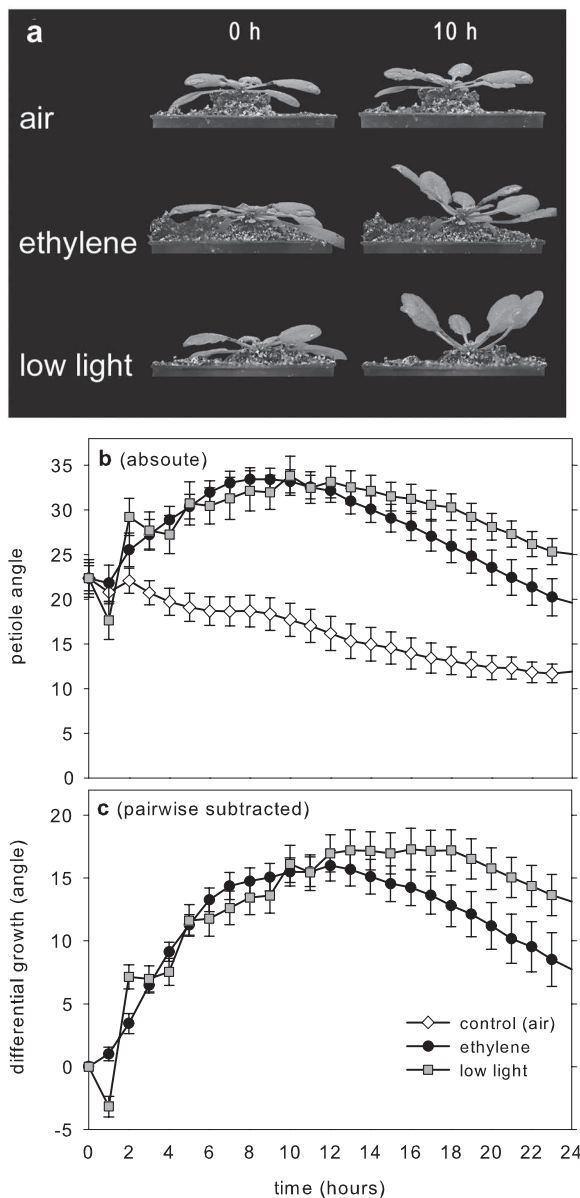 a 0 h 10 h
air
ethylene
low light
b (absoute)
35
30
25
20
15
10
5
0
petiole angle
c (pairwise subtracted)
20
15
10
5
0
-5
differential growth (angle)
control (air)
ethylene
low light
0 2 4 6 8 10 12 14 16 18 20 22 24
time (hours)